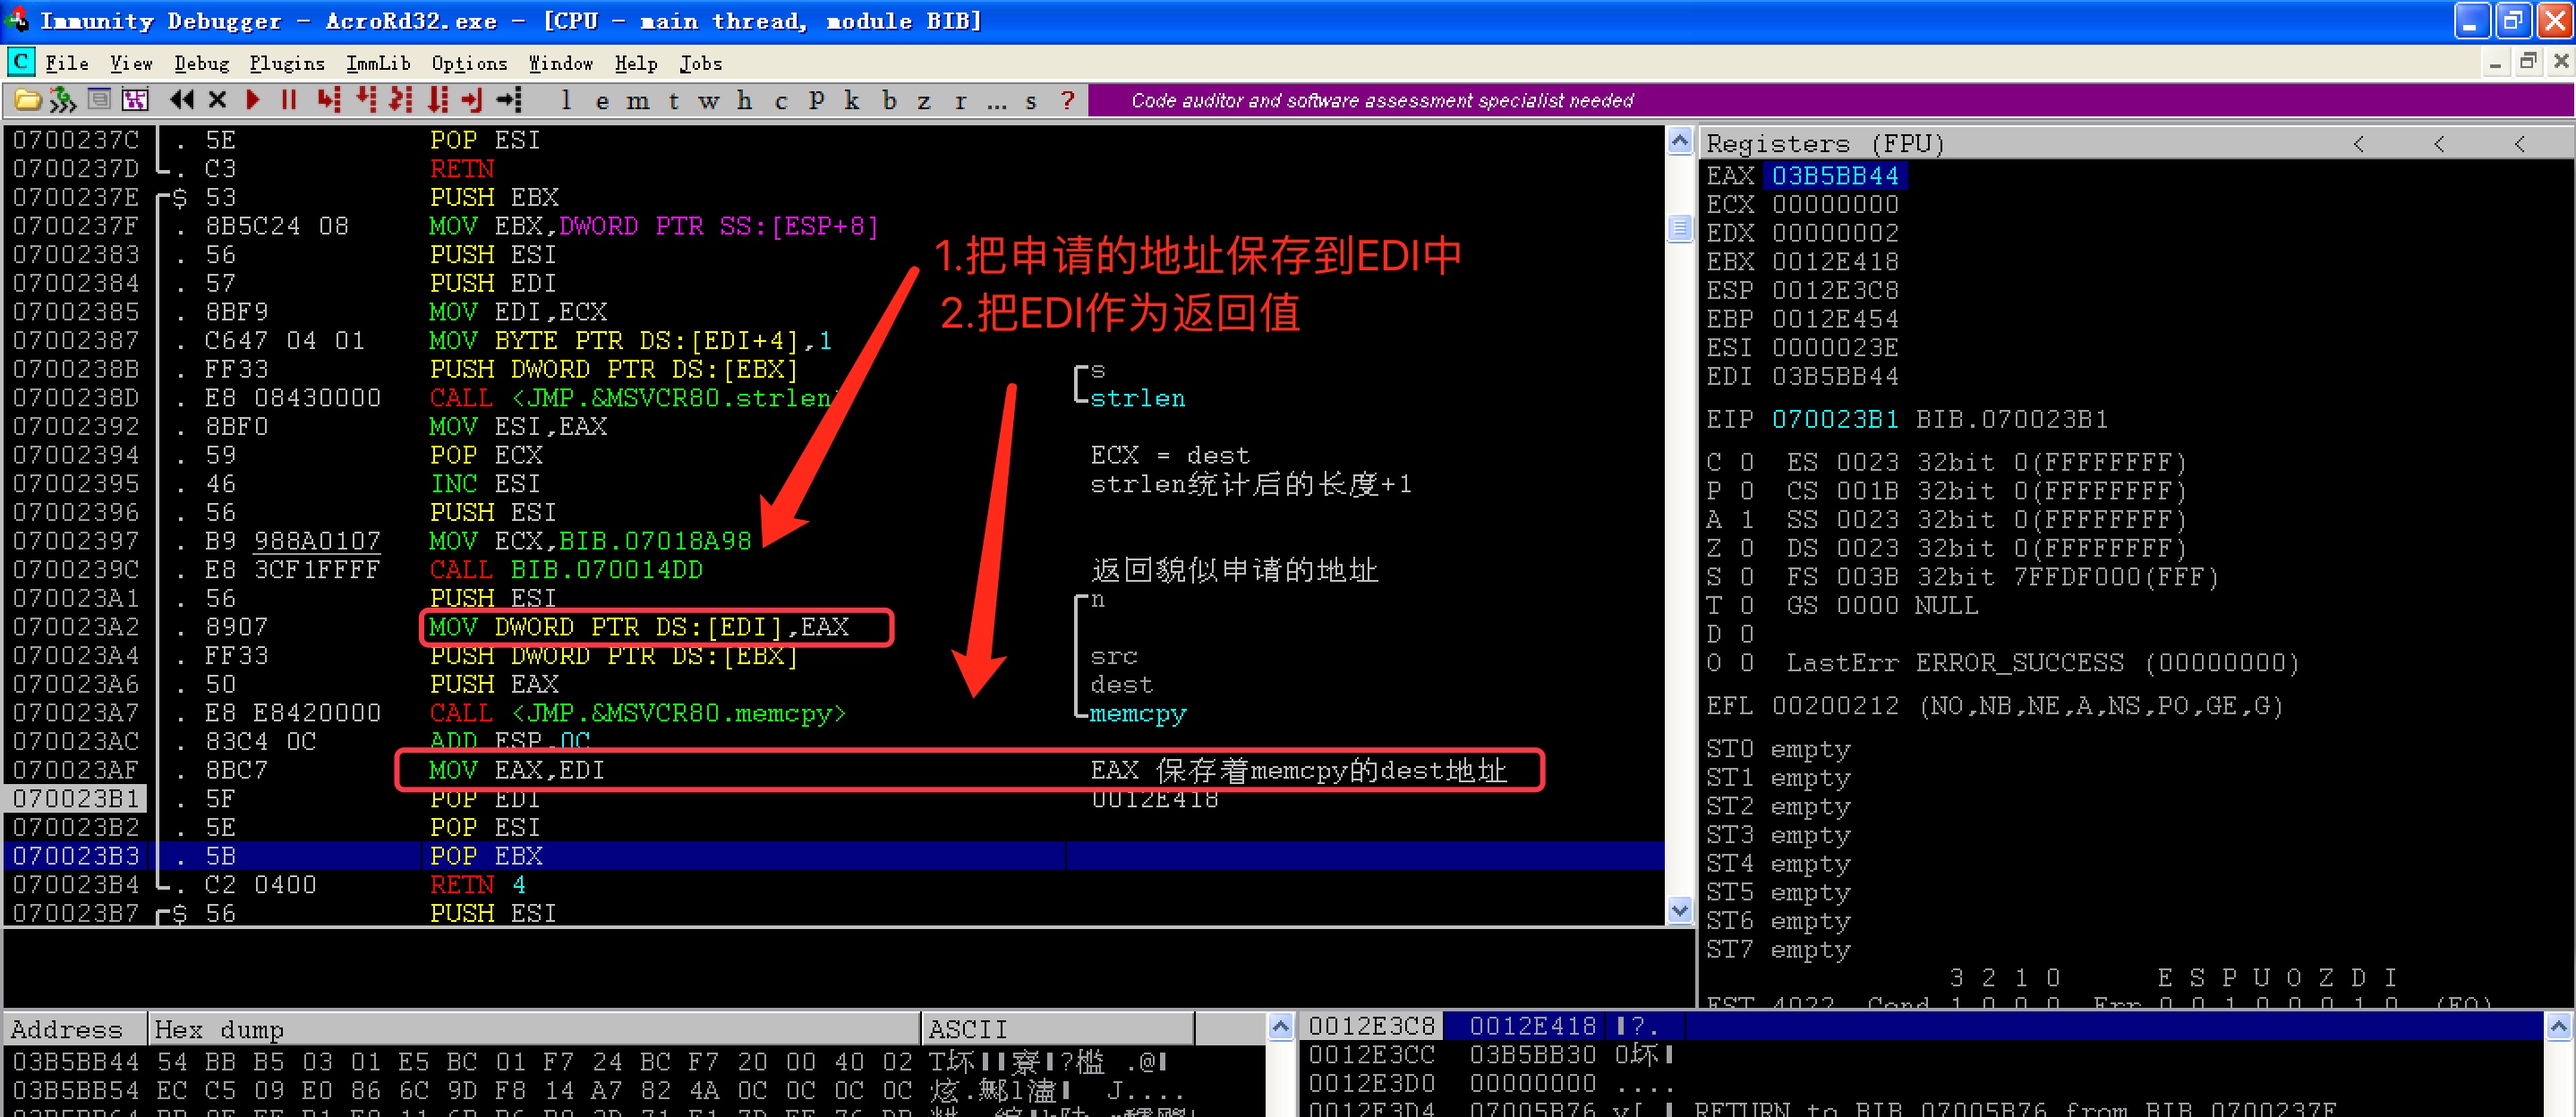 Immunity Debugger - AcroRd32.exe - [CPU - main thread, module BIB]
C File View Debug Plugins ImmLib Options Window Help Jobs
l e m t w h c P k b z r ... s ? Code auditor and software assessment specialist needed
0700237C . 5E POP ESI
0700237D . C3 RETN
0700237E $ 53 PUSH EBX
0700237F . 8B5C24 08 MOV EBX,DWORD PTR SS:[ESP+8]
07002383 . 56 PUSH ESI
07002384 . 57 PUSH EDI
07002385 . 8BF9 MOV EDI,ECX
07002387 . C647 04 01 MOV BYTE PTR DS:[EDI+4],1
0700238B . FF33 PUSH DWORD PTR DS:[EBX] s
0700238D . E8 08430000 CALL <JMP.&MSVCR80.strlen> strlen
07002392 . 8BF0 MOV ESI,EAX
07002394 . 59 POP ECX ECX = dest
07002395 . 46 INC ESI strlen统计后的长度+1
07002396 . 56 PUSH ESI
07002397 . B9 988A0107 MOV ECX,BIB.07018A98
0700239C . E8 3CF1FFFF CALL BIB.070014DD 返回貌似申请的地址
070023A1 . 56 PUSH ESI n
070023A2 . 8907 MOV DWORD PTR DS:[EDI],EAX
070023A4 . FF33 PUSH DWORD PTR DS:[EBX] src
070023A6 . 50 PUSH EAX dest
070023A7 . E8 E8420000 CALL <JMP.&MSVCR80.memcpy> memcpy
070023AC . 83C4 0C ADD ESP,0C
070023AF . 8BC7 MOV EAX,EDI EAX 保存着memcpy的dest地址
070023B1 . 5F POP EDI 0012E418
070023B2 . 5E POP ESI
070023B3 . 5B POP EBX
070023B4 . C2 0400 RETN 4
070023B7 $ 56 PUSH ESI
1.把申请的地址保存到EDI中
2.把EDI作为返回值
Registers (FPU) < < <
EAX 03B5BB44
ECX 00000000
EDX 00000002
EBX 0012E418
ESP 0012E3C8
EBP 0012E454
ESI 0000023E
EDI 03B5BB44
EIP 070023B1 BIB.070023B1
C 0 ES 0023 32bit 0(FFFFFFFF)
P 0 CS 001B 32bit 0(FFFFFFFF)
A 1 SS 0023 32bit 0(FFFFFFFF)
Z 0 DS 0023 32bit 0(FFFFFFFF)
S 0 FS 003B 32bit 7FFDF000(FFF)
T 0 GS 0000 NULL
D 0
O 0 LastErr ERROR_SUCCESS (00000000)
EFL 00200212 (NO,NB,NE,A,NS,PO,GE,G)
ST0 empty
ST1 empty
ST2 empty
ST3 empty
ST4 empty
ST5 empty
ST6 empty
ST7 empty
3 2 1 0 E S P U O Z D I
FST 4022 Cond 1 0 0 0 Err 0 0 1 0 0 0 1 0 (EQ)
Address Hex dump ASCII
03B5BB44 54 BB B5 03 01 E5 BC 01 F7 24 BC F7 20 00 40 02
03B5BB54 EC C5 09 E0 86 6C 9D F8 14 A7 82 4A 0C 0C 0C 0C
0012E3C8 0012E418
0012E3CC 03B5BB30
0012E3D0 00000000 ....
0012E3D4 07005B76 RETURN to BIB.07005B76 from BIB.0700237E